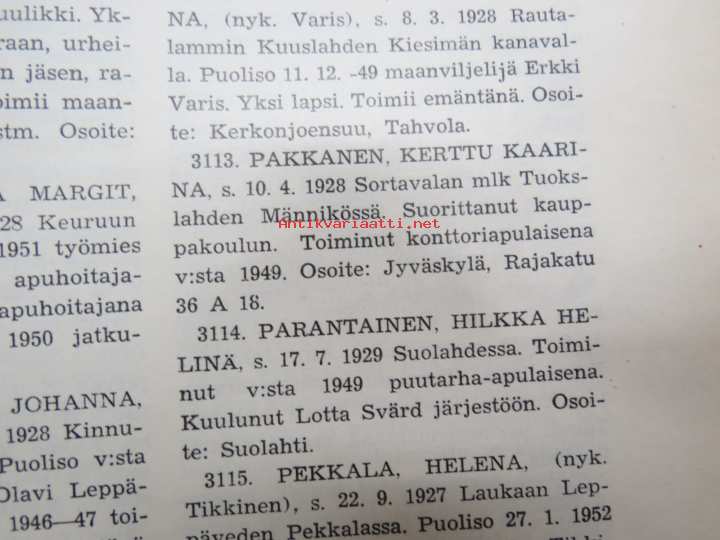 uulikki. Yk-
raan, urhei-
n jäsen, ra-
oimii maan-
stm. Osoite:
A MARGIT,
28 Keuruun
1951 työmies
apuhoitaja-
apuhoitajana
1950 jatku-
JOHANNA,
1928 Kinnu-
Puoliso v:sta
Olavi Leppä-
1946—47 toi-
NA, (nyk. Varis), s. 8. 3. 1928 Rauta-
lammin Kuuslahden Kiesimän kanaval-
la. Puoliso 11. 12. -49 maanviljelijä Erkki
Varis. Yksi lapsi. Toimii emäntänä. Osoi-
te: Kerkonjoensuu, Tahvola.
3113. PAKKANEN, KERTTU KAARI-
NA, s. 10. 4. 1928 Sortavalan mlk Tuoks-
lahden Männikössä. Suorittanut kaup-
pakoulun. Toiminut konttoriapulaisena
v:sta 1949. Osoite: Jyväskylä, Rajakatu
36 A 18.
3114. PARANTAINEN, HILKKA HE-
LINÄ, s. 17. 7. 1929 Suolahdessa. Toimi-
nut v:sta 1949 puutarha-apulaisena.
Kuulunut Lotta Svärd järjestöön. Osoi-
te: Suolahti.
3115. PEKKALA, HELENA, (nyk.
Tikkinen), s. 22. 9. 1927 Laukaan Lep-
päveden Pekkalassa. Puoliso 27. 1. 1952
Antikvariaatti.net